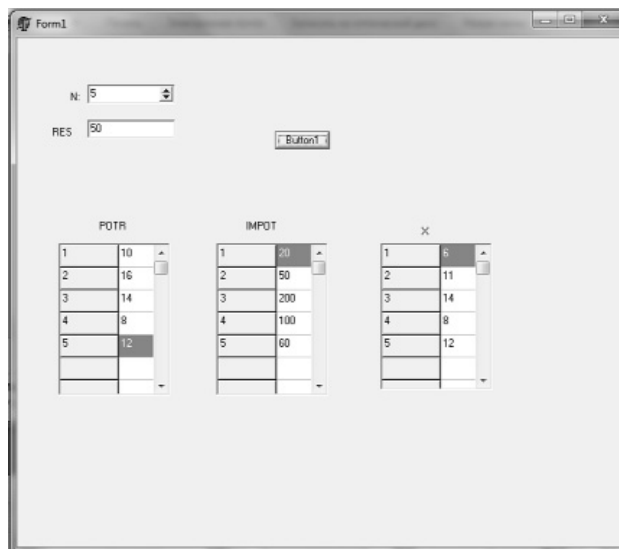 Form1
N: 5
RES 50
Button1
POTR IMPOT X
1 10 1 20 1 6
2 16 2 50 2 11
3 14 3 200 3 14
4 8 4 100 4 8
5 12 5 60 5 12